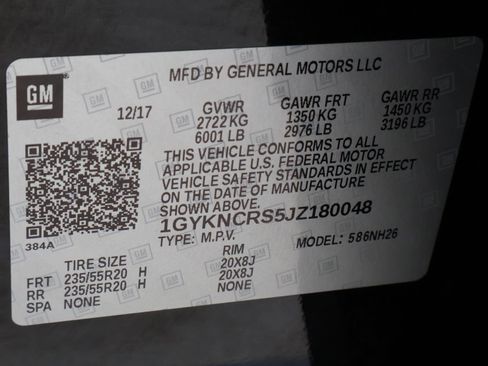 MFD BY GENERAL MOTORS LLC
GM
12/17 GVWR GAWR FRT GAWR RR
2722 KG 1350 KG 1450 KG
6001 LB 2976 LB 3196 LB
THIS VEHICLE CONFORMS TO ALL
APPLICABLE U.S. FEDERAL MOTOR
VEHICLE SAFETY STANDARDS IN EFFECT
ON THE DATE OF MANUFACTURE
SHOWN ABOVE.
384A
1GYKNCRS5JZ180048
TYPE: M.P.V. MODEL: 586NH26
TIRE SIZE RIM
FRT 235/55R20 H 20X8J
RR 235/55R20 H 20X8J
SPA NONE NONE